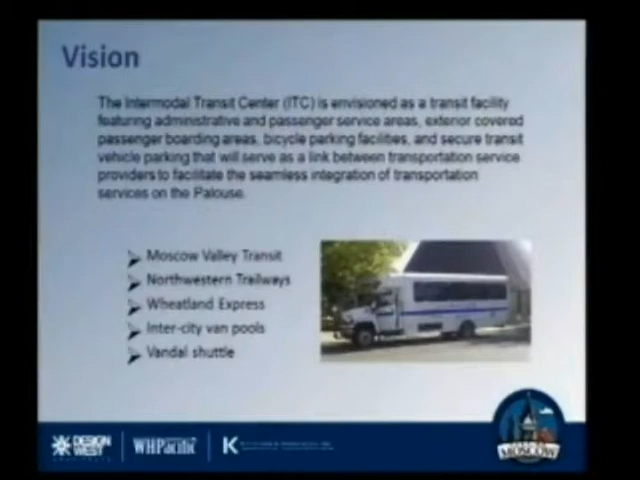 Vision
The Intermodal Transit Center (ITC) is envisioned as a transit facility
featuring administrative and passenger service areas, exterior covered
passenger boarding areas, bicycle parking facilities, and secure transit
vehicle parking that will serve as a link between transportation service
providers to facilitate the seamless integration of transportation
services on the Palouse.
Moscow Valley Transit
Northwestern Trailways
Wheatland Express
Inter-city van pools
Vandal shuttle
DESIGN
WEST
WHPacific
K
MOSCOW